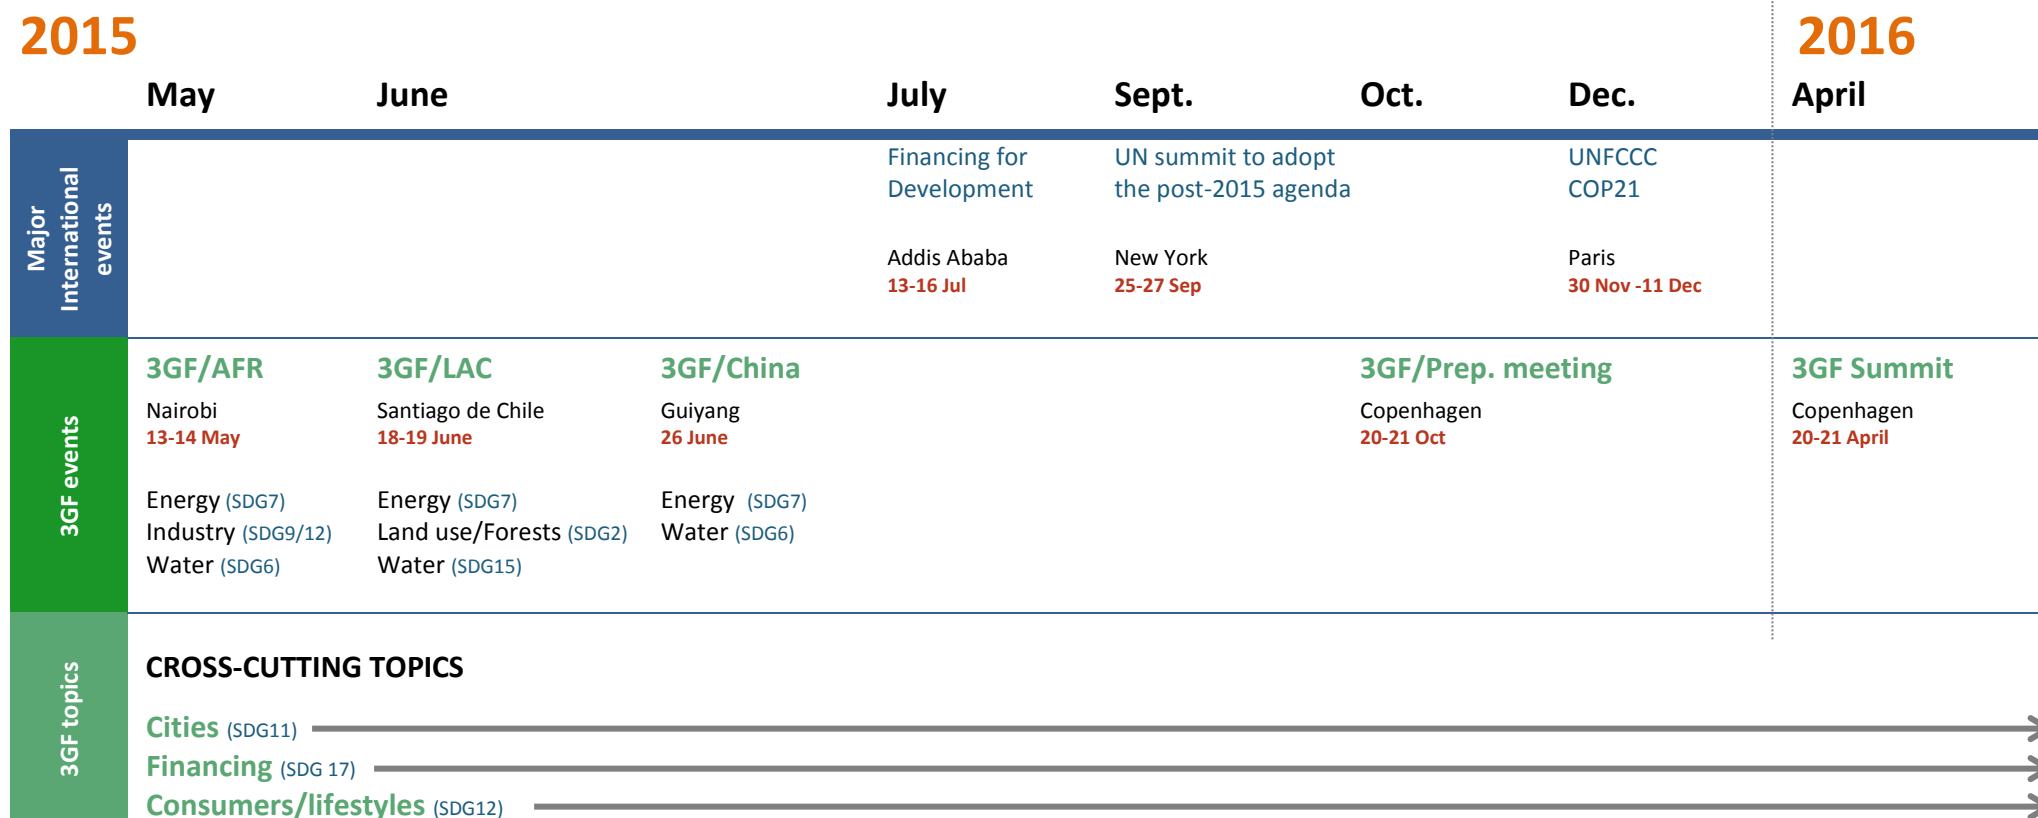 2015
2016
May
June
July
Sept.
Oct.
Dec.
April
Major
International
events
Financing for
Development
Addis Ababa
13-16 Jul
UN summit to adopt
the post-2015 agenda
New York
25-27 Sep
UNFCCC
COP21
Paris
30 Nov -11 Dec
3GF events
3GF/AFR
Nairobi
13-14 May
Energy (SDG7)
Industry (SDG9/12)
Water (SDG6)
3GF/LAC
Santiago de Chile
18-19 June
Energy (SDG7)
Land use/Forests (SDG2)
Water (SDG15)
3GF/China
Guiyang
26 June
Energy (SDG7)
Water (SDG6)
3GF/Prep. meeting
Copenhagen
20-21 Oct
3GF Summit
Copenhagen
20-21 April
3GF topics
CROSS-CUTTING TOPICS
Cities (SDG11)
Financing (SDG 17)
Consumers/lifestyles (SDG12)